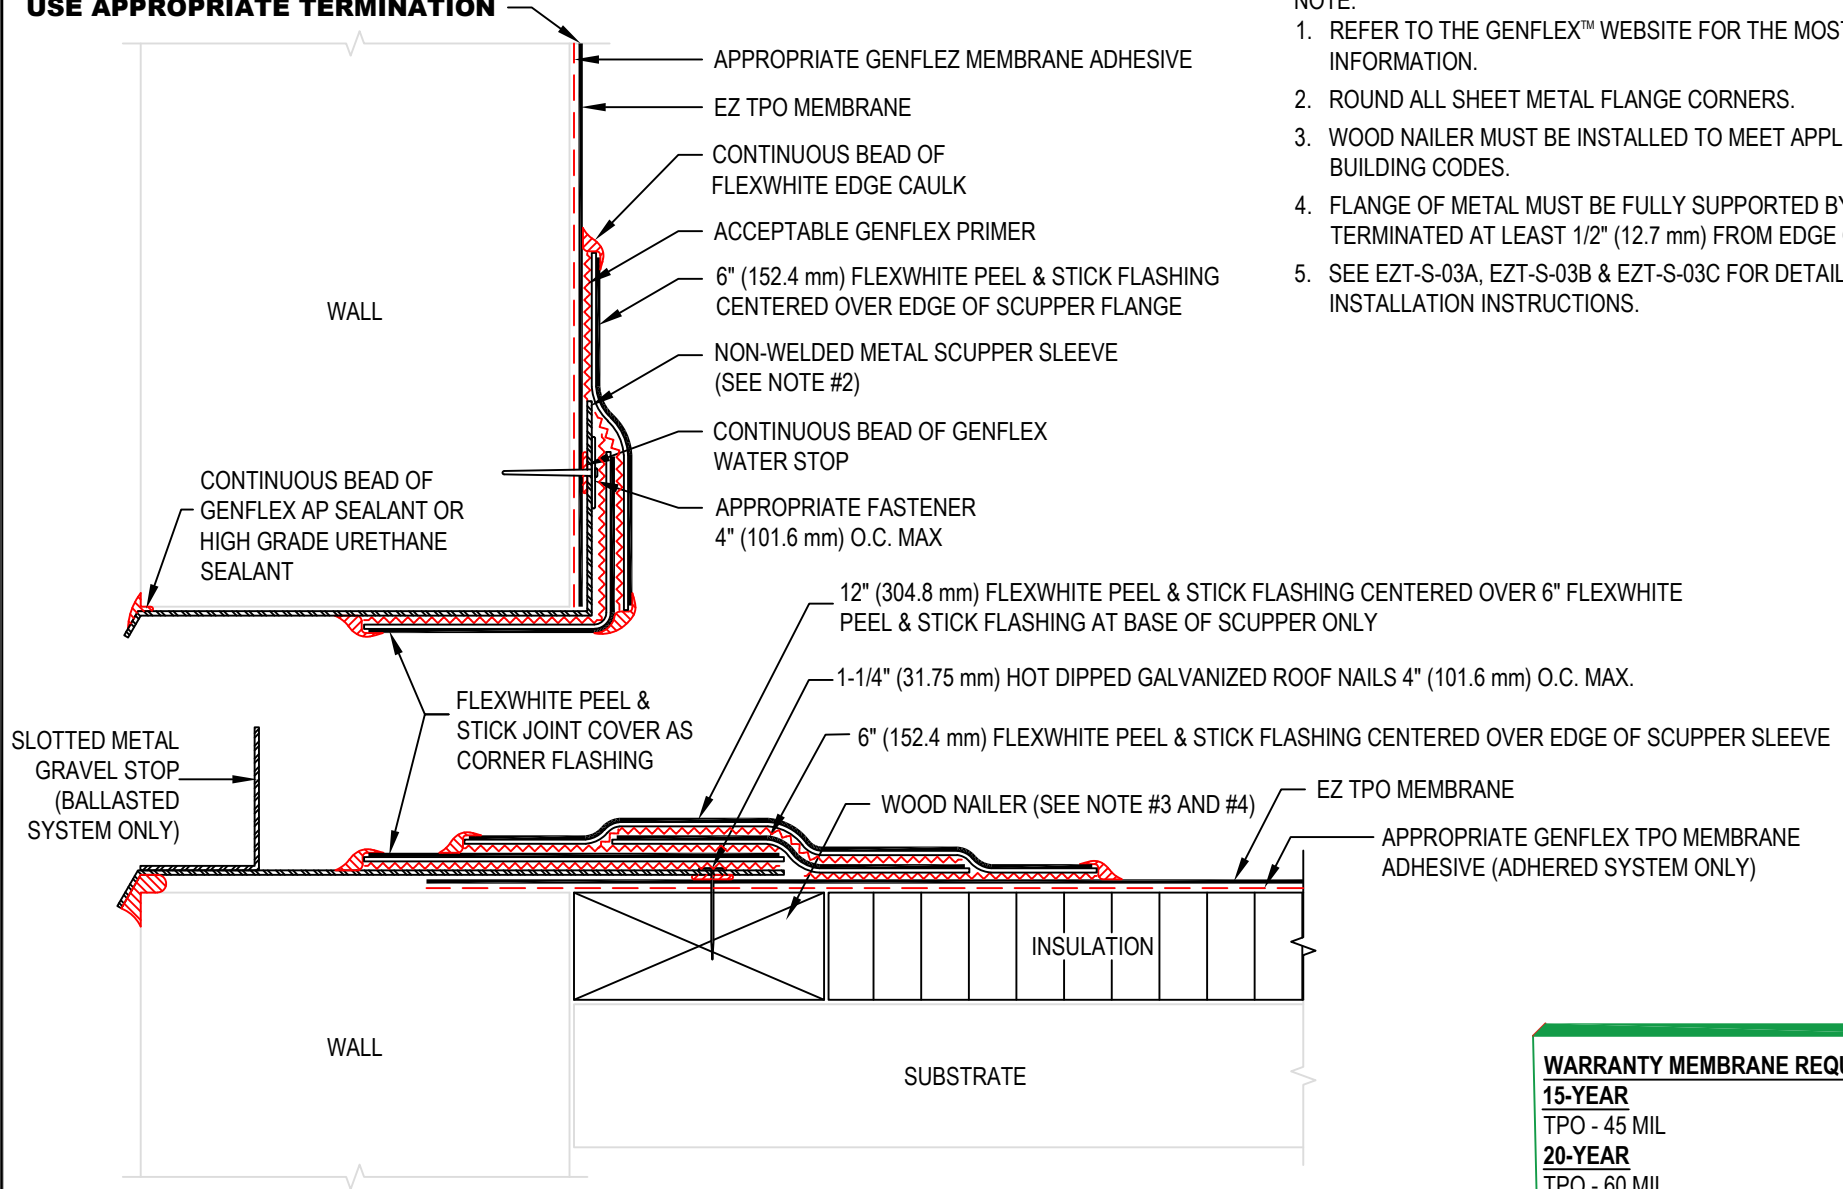 USE APPROPRIATE TERMINATION
APPROPRIATE GENFLEZ MEMBRANE ADHESIVE
EZ TPO MEMBRANE
CONTINUOUS BEAD OF
FLEXWHITE EDGE CAULK
ACCEPTABLE GENFLEX PRIMER
6" (152.4 mm) FLEXWHITE PEEL & STICK FLASHING
CENTERED OVER EDGE OF SCUPPER FLANGE
NON-WELDED METAL SCUPPER SLEEVE
(SEE NOTE #2)
CONTINUOUS BEAD OF GENFLEX
WATER STOP
APPROPRIATE FASTENER
4" (101.6 mm) O.C. MAX
WALL
CONTINUOUS BEAD OF
GENFLEX AP SEALANT OR
HIGH GRADE URETHANE
SEALANT
NOTE:
1. REFER TO THE GENFLEX™ WEBSITE FOR THE MOST
INFORMATION.
2. ROUND ALL SHEET METAL FLANGE CORNERS.
3. WOOD NAILER MUST BE INSTALLED TO MEET APPL
BUILDING CODES.
4. FLANGE OF METAL MUST BE FULLY SUPPORTED BY
TERMINATED AT LEAST 1/2" (12.7 mm) FROM EDGE
5. SEE EZT-S-03A, EZT-S-03B & EZT-S-03C FOR DETAIL
INSTALLATION INSTRUCTIONS.
12" (304.8 mm) FLEXWHITE PEEL & STICK FLASHING CENTERED OVER 6" FLEXWHITE
PEEL & STICK FLASHING AT BASE OF SCUPPER ONLY
1-1/4" (31.75 mm) HOT DIPPED GALVANIZED ROOF NAILS 4" (101.6 mm) O.C. MAX.
6" (152.4 mm) FLEXWHITE PEEL & STICK FLASHING CENTERED OVER EDGE OF SCUPPER SLEEVE
FLEXWHITE PEEL &
STICK JOINT COVER AS
CORNER FLASHING
SLOTTED METAL
GRAVEL STOP
(BALLASTED
SYSTEM ONLY)
WOOD NAILER (SEE NOTE #3 AND #4)
EZ TPO MEMBRANE
APPROPRIATE GENFLEX TPO MEMBRANE
ADHESIVE (ADHERED SYSTEM ONLY)
INSULATION
WALL
SUBSTRATE
WARRANTY MEMBRANE REQU
15-YEAR
TPO - 45 MIL
20-YEAR
TPO - 60 MIL